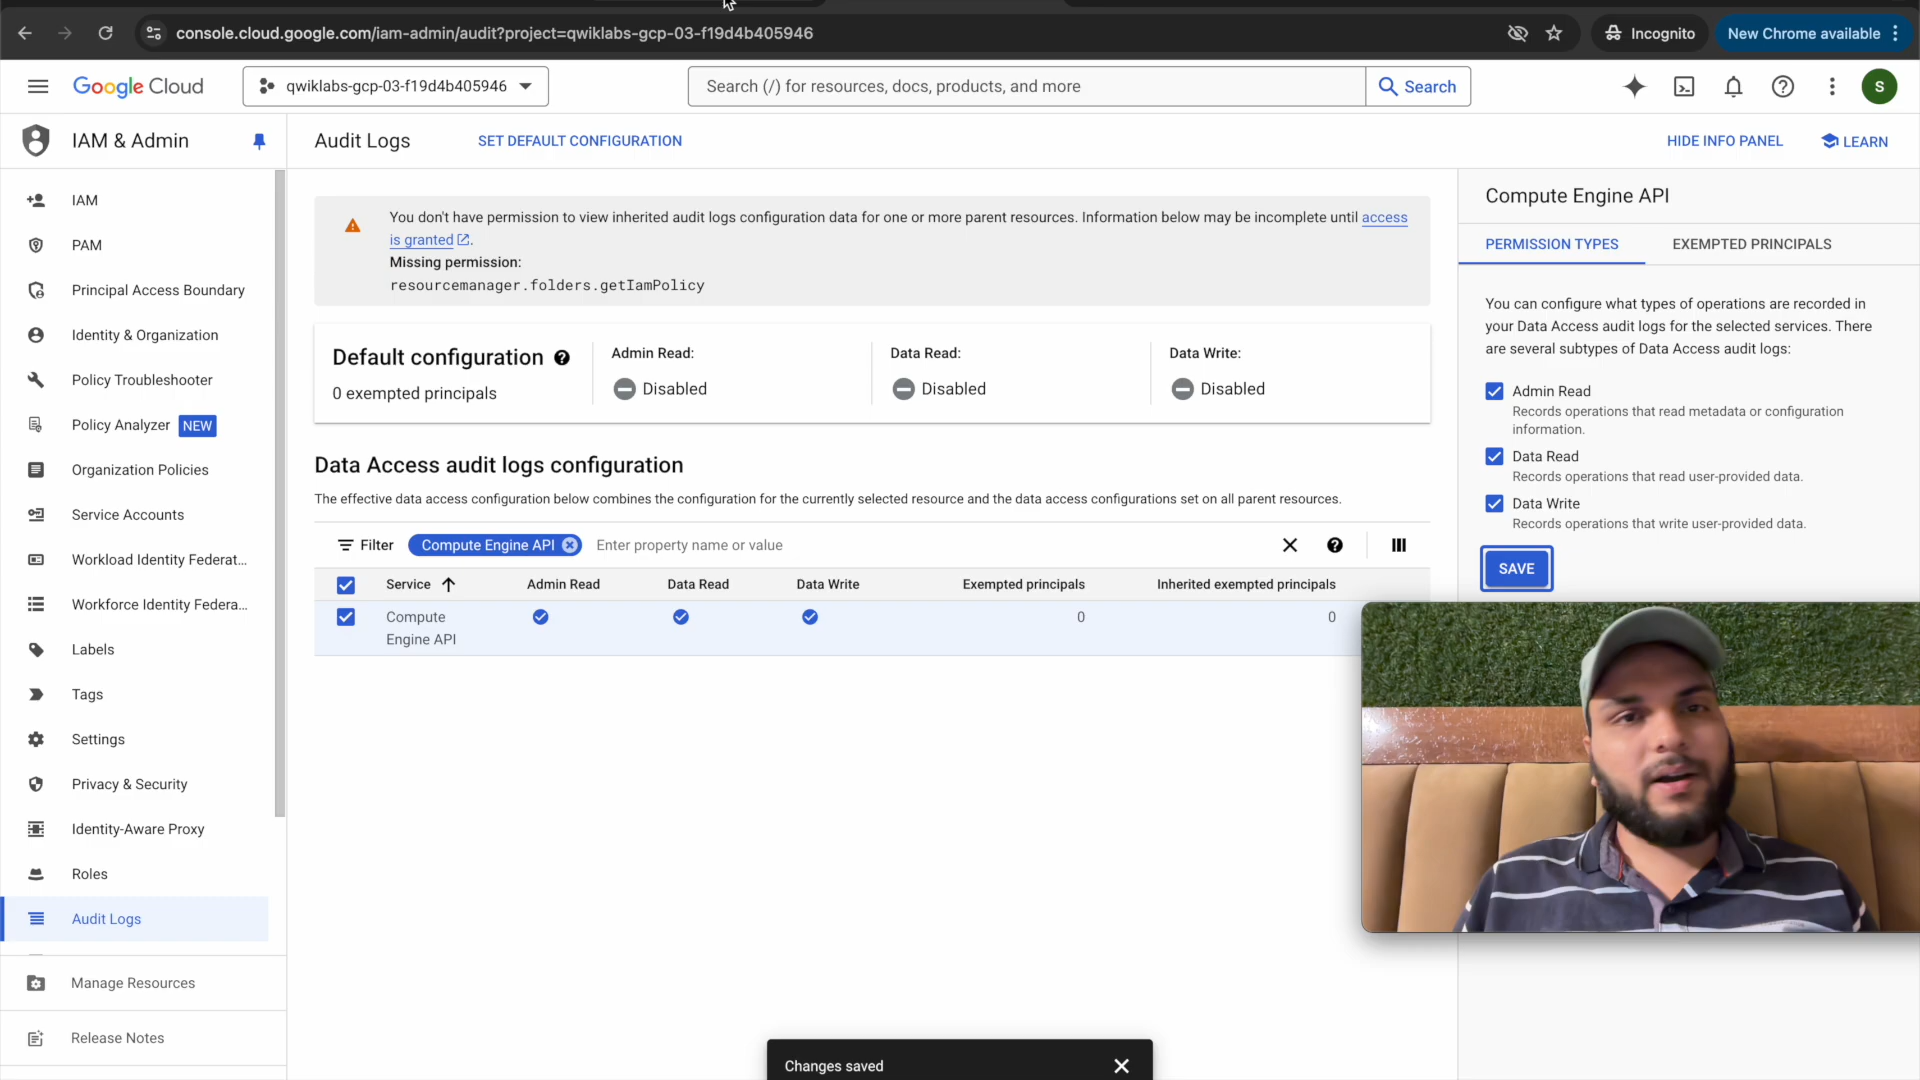 console.cloud.google.com/iam-admin/audit?project=qwiklabs-gcp-03-f19d4b405946
Incognito
New Chrome available
Google Cloud
qwiklabs-gcp-03-f19d4b405946
Search (/) for resources, docs, products, and more
Search
S
IAM & Admin
Audit Logs
SET DEFAULT CONFIGURATION
HIDE INFO PANEL
LEARN
IAM
PAM
Principal Access Boundary
Identity & Organization
Policy Troubleshooter
Policy Analyzer NEW
Organization Policies
Service Accounts
Workload Identity Federat...
Workforce Identity Federa...
Labels
Tags
Settings
Privacy & Security
Identity-Aware Proxy
Roles
Audit Logs
Manage Resources
Release Notes
You don't have permission to view inherited audit logs configuration data for one or more parent resources. Information below may be incomplete until access
is granted.
Missing permission:
resourcemanager.folders.getIamPolicy
Default configuration
0 exempted principals
Admin Read:
Disabled
Data Read:
Disabled
Data Write:
Disabled
Data Access audit logs configuration
The effective data access configuration below combines the configuration for the currently selected resource and the data access configurations set on all parent resources.
Filter
Compute Engine API
Enter property name or value
Service Admin Read Data Read Data Write Exempted principals Inherited exempted principals
Compute 0 0
Engine API
Compute Engine API
PERMISSION TYPES
EXEMPTED PRINCIPALS
You can configure what types of operations are recorded in
your Data Access audit logs for the selected services. There
are several subtypes of Data Access audit logs:
Admin Read
Records operations that read metadata or configuration
information.
Data Read
Records operations that read user-provided data.
Data Write
Records operations that write user-provided data.
SAVE
Changes saved